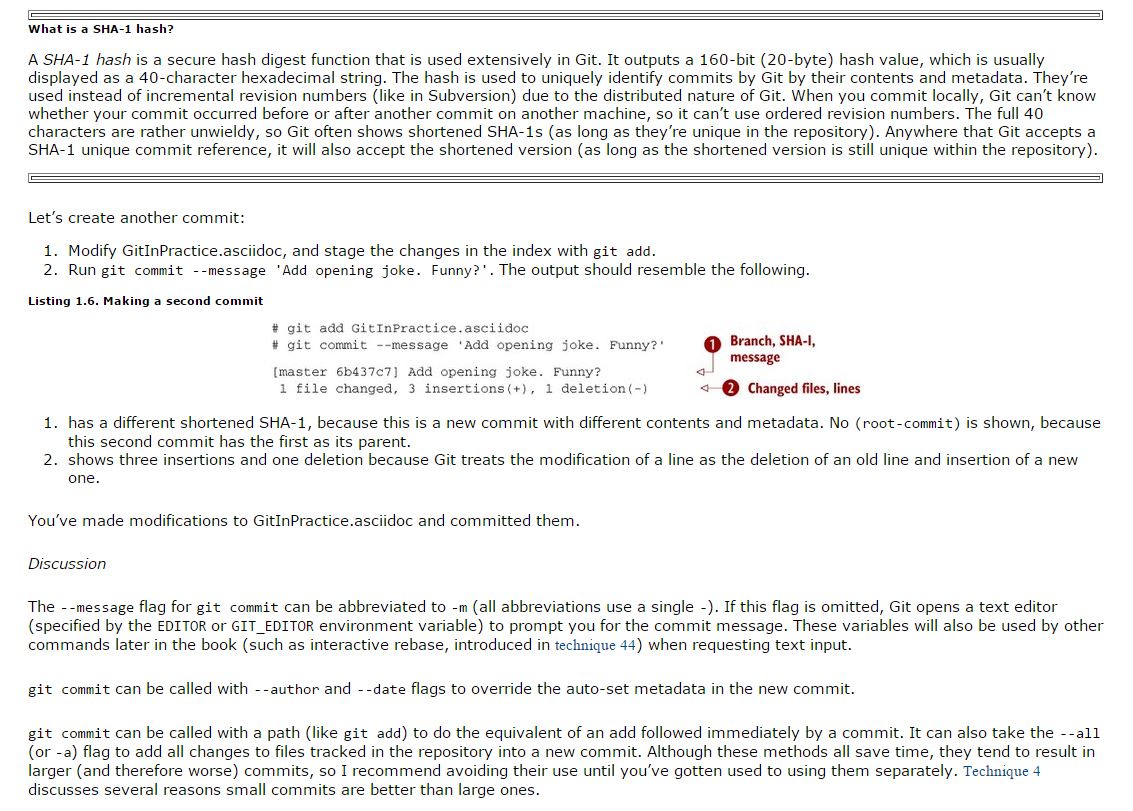 What is a SHA-1 hash?
A SHA-1 hash is a secure hash digest function that is used extensively in Git. It outputs a 160-bit (20-byte) hash value, which is usually
displayed as a 40-character hexadecimal string. The hash is used to uniquely identify commits by Git by their contents and metadata. They’re
used instead of incremental revision numbers (like in Subversion) due to the distributed nature of Git. When you commit locally, Git can’t know
whether your commit occurred before or after another commit on another machine, so it can’t use ordered revision numbers. The full 40
characters are rather unwieldy, so Git often shows shortened SHA-1s (as long as they’re unique in the repository). Anywhere that Git accepts a
SHA-1 unique commit reference, it will also accept the shortened version (as long as the shortened version is still unique within the repository).
Let’s create another commit:
1. Modify GitInPractice.asciidoc, and stage the changes in the index with git add.
2. Run git commit --message 'Add opening joke. Funny?'. The output should resemble the following.
Listing 1.6. Making a second commit
# git add GitInPractice.asciidoc
# git commit --message 'Add opening joke. Funny?'
[master 6b437c7] Add opening joke. Funny?
1 file changed, 3 insertions(+), 1 deletion(-)
1 Branch, SHA-I,
message
2 Changed files, lines
1. has a different shortened SHA-1, because this is a new commit with different contents and metadata. No (root-commit) is shown, because
this second commit has the first as its parent.
2. shows three insertions and one deletion because Git treats the modification of a line as the deletion of an old line and insertion of a new
one.
You’ve made modifications to GitInPractice.asciidoc and committed them.
Discussion
The --message flag for git commit can be abbreviated to -m (all abbreviations use a single -). If this flag is omitted, Git opens a text editor
(specified by the EDITOR or GIT_EDITOR environment variable) to prompt you for the commit message. These variables will also be used by other
commands later in the book (such as interactive rebase, introduced in technique 44) when requesting text input.
git commit can be called with --author and --date flags to override the auto-set metadata in the new commit.
git commit can be called with a path (like git add) to do the equivalent of an add followed immediately by a commit. It can also take the --all
(or -a) flag to add all changes to files tracked in the repository into a new commit. Although these methods all save time, they tend to result in
larger (and therefore worse) commits, so I recommend avoiding their use until you’ve gotten used to using them separately. Technique 4
discusses several reasons small commits are better than large ones.